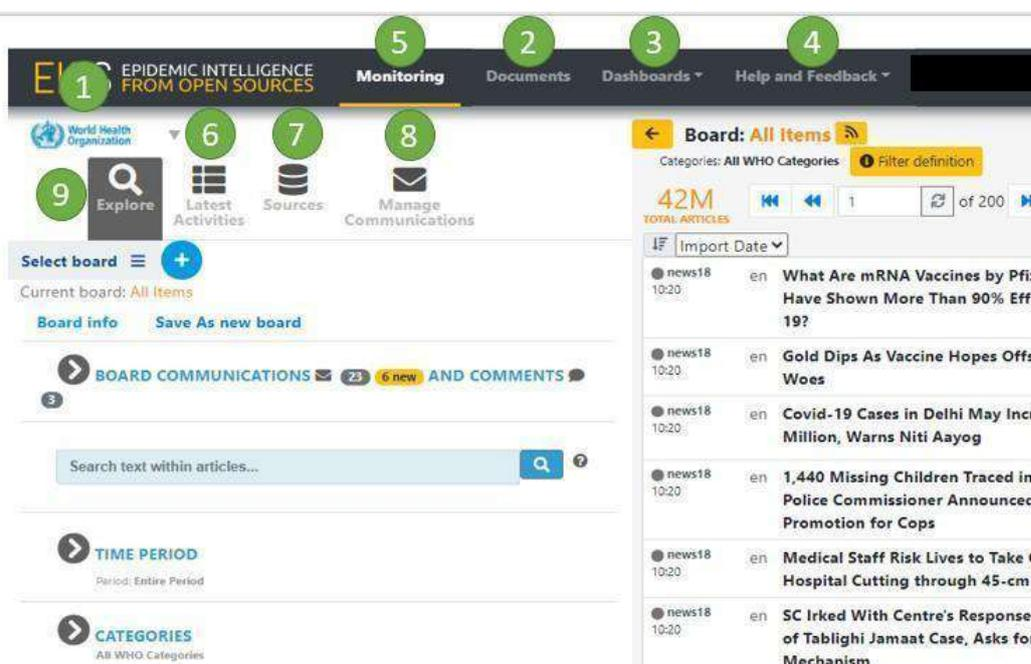 5 2 3 4
E S EPIDEMIC INTELLIGENCE
FROM OPEN SOURCES
Monitoring Documents Dashboards Help and Feedback
1
World Health
Organization
6 7 8
9
Explore
Latest
Activities
Sources
Manage
Communications
Select board
Current board: All Items
Board info Save As new board
BOARD COMMUNICATIONS 23 6 new AND COMMENTS
3
Search text within articles...
TIME PERIOD
Period: Entire Period
CATEGORIES
All WHO Categories
Board: All Items
Categories: All WHO Categories Filter definition
42M
TOTAL ARTICLES
1 of 200
Import Date
news18 en What Are mRNA Vaccines by Pfi
10:20 Have Shown More Than 90% Eff
19?
news18 en Gold Dips As Vaccine Hopes Offs
10:20 Woes
news18 en Covid-19 Cases in Delhi May Inc
10:20 Million, Warns Niti Aayog
news18 en 1,440 Missing Children Traced in
10:20 Police Commissioner Announced
Promotion for Cops
news18 en Medical Staff Risk Lives to Take
10:20 Hospital Cutting through 45-cm
news18 en SC Irked With Centre's Response
10:20 of Tablighi Jamaat Case, Asks fo
Mechanism